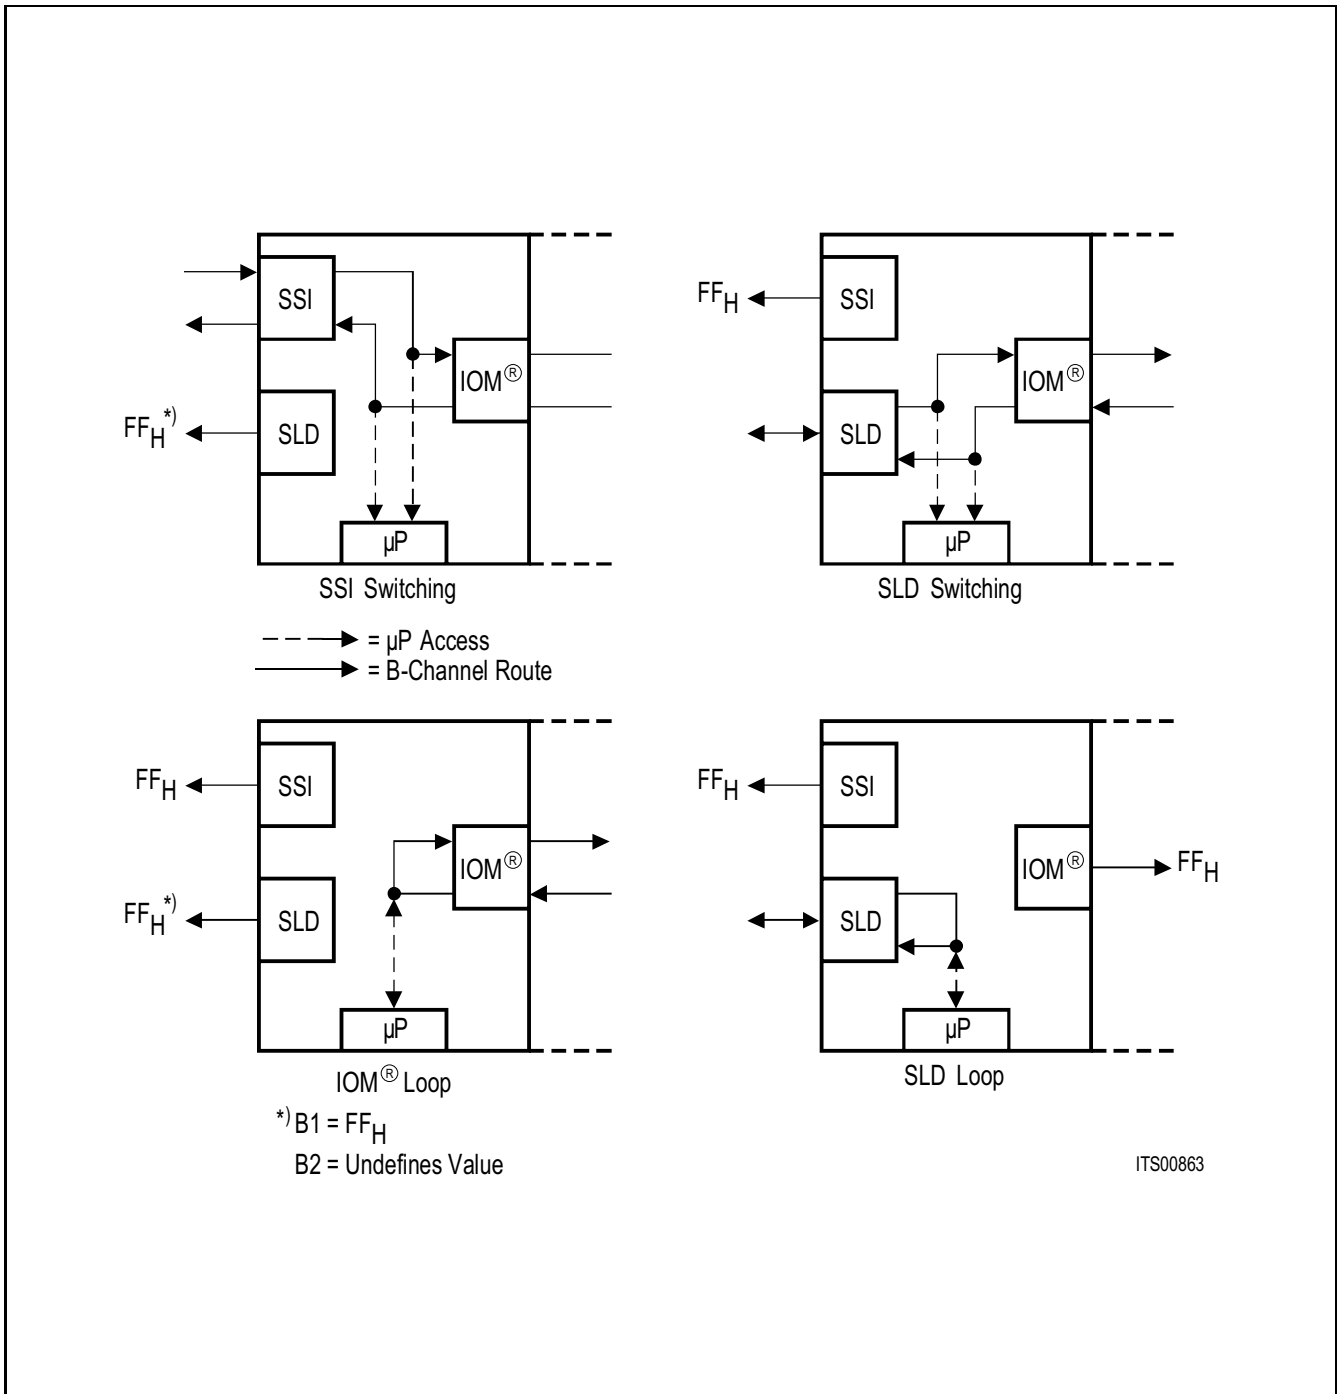 SSI
IOM®
SLD
FFH*)
µP
SSI Switching
FFH
SSI
IOM®
SLD
µP
SLD Switching
= µP Access
= B-Channel Route
FFH
SSI
IOM®
FFH*)
SLD
µP
IOM® Loop
*) B1 = FFH
B2 = Undefines Value
FFH
SSI
IOM®
FFH
SLD
µP
SLD Loop
ITS00863